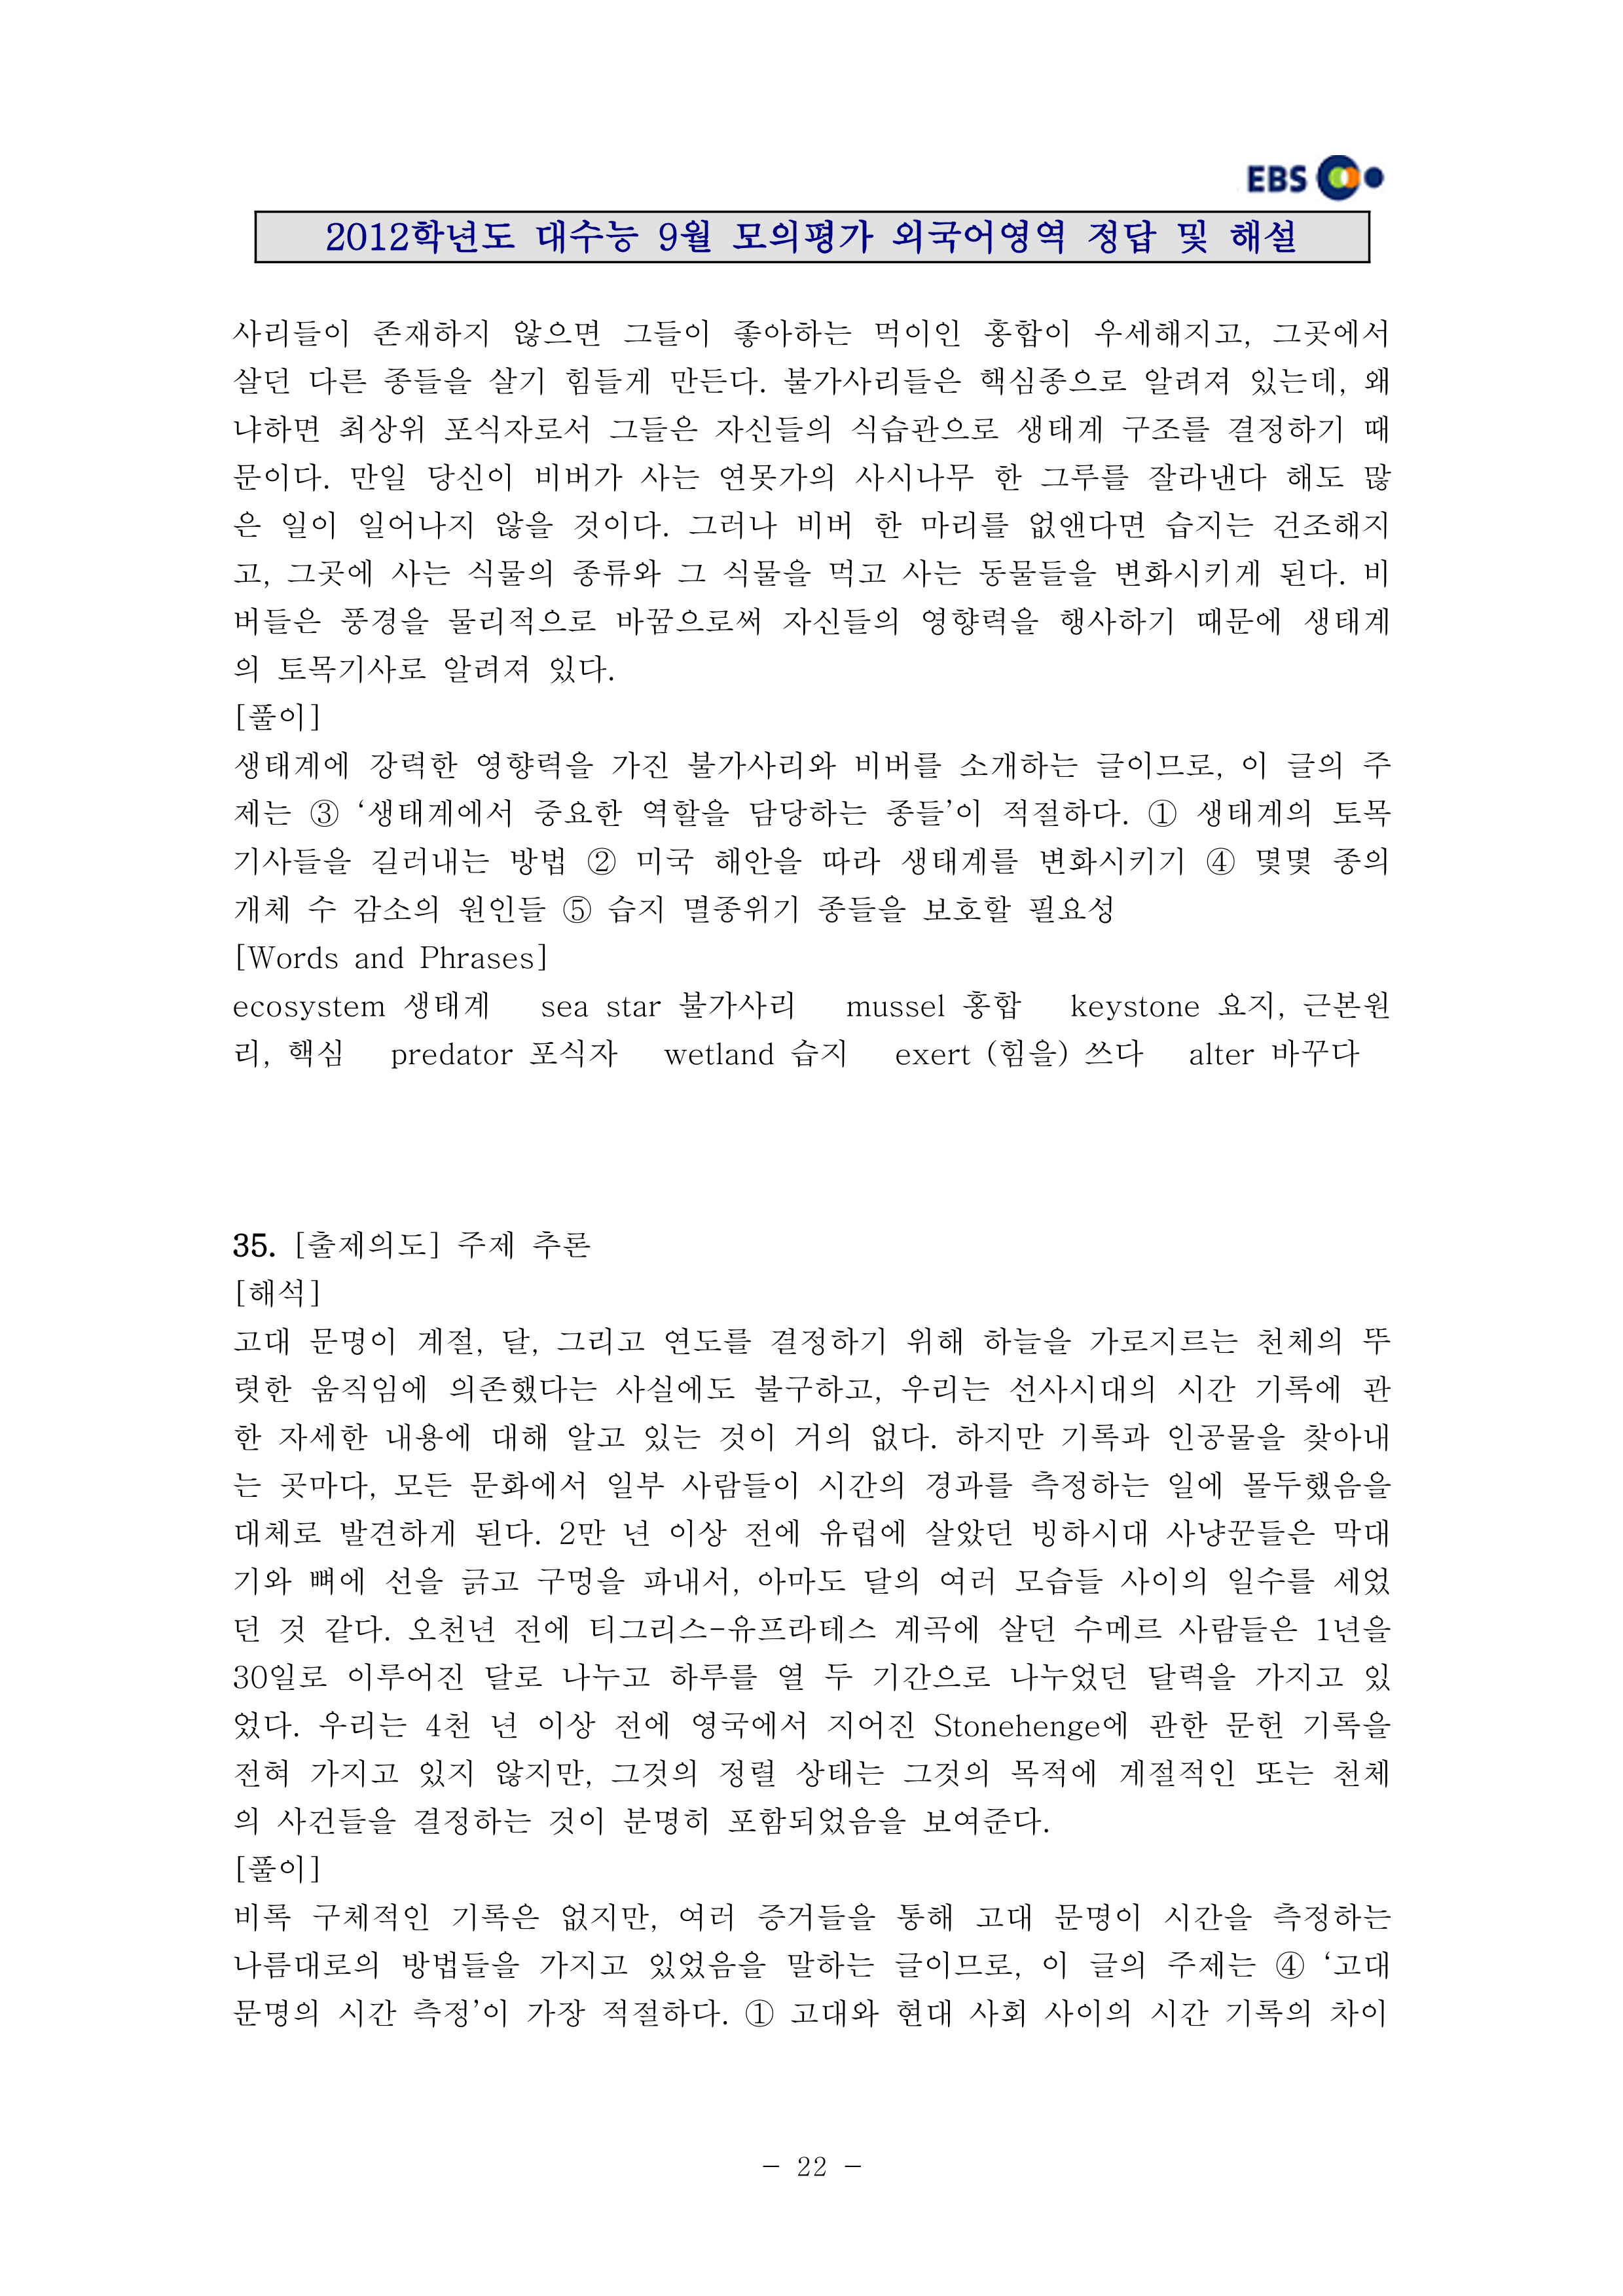 EBS
2012학년도 대수능 9월 모의평가 외국어영역 정답 및 해설
사리들이 존재하지 않으면 그들이 좋아하는 먹이인 홍합이 우세해지고, 그곳에서
살던 다른 종들을 살기 힘들게 만든다. 불가사리들은 핵심종으로 알려져 있는데, 왜
냐하면 최상위 포식자로서 그들은 자신들의 식습관으로 생태계 구조를 결정하기 때
문이다. 만일 당신이 비버가 사는 연못가의 사시나무 한 그루를 잘라낸다 해도 많
은 일이 일어나지 않을 것이다. 그러나 비버 한 마리를 없앤다면 습지는 건조해지
고, 그곳에 사는 식물의 종류와 그 식물을 먹고 사는 동물들을 변화시키게 된다. 비
버들은 풍경을 물리적으로 바꿈으로써 자신들의 영향력을 행사하기 때문에 생태계
의 토목기사로 알려져 있다.
[풀이]
생태계에 강력한 영향력을 가진 불가사리와 비버를 소개하는 글이므로, 이 글의 주
제는 ③ ‘생태계에서 중요한 역할을 담당하는 종들’이 적절하다. ① 생태계의 토목
기사들을 길러내는 방법 ② 미국 해안을 따라 생태계를 변화시키기 ④ 몇몇 종의
개체 수 감소의 원인들 ⑤ 습지 멸종위기 종들을 보호할 필요성
[Words and Phrases]
ecosystem 생태계 sea star 불가사리 mussel 홍합 keystone 요지, 근본원
리, 핵심 predator 포식자 wetland 습지 exert (힘을) 쓰다 alter 바꾸다
35. [출제의도] 주제 추론
[해석]
고대 문명이 계절, 달, 그리고 연도를 결정하기 위해 하늘을 가로지르는 천체의 뚜
렷한 움직임에 의존했다는 사실에도 불구하고, 우리는 선사시대의 시간 기록에 관
한 자세한 내용에 대해 알고 있는 것이 거의 없다. 하지만 기록과 인공물을 찾아내
는 곳마다, 모든 문화에서 일부 사람들이 시간의 경과를 측정하는 일에 몰두했음을
대체로 발견하게 된다. 2만 년 이상 전에 유럽에 살았던 빙하시대 사냥꾼들은 막대
기와 뼈에 선을 긁고 구멍을 파내서, 아마도 달의 여러 모습들 사이의 일수를 세었
던 것 같다. 오천년 전에 티그리스-유프라테스 계곡에 살던 수메르 사람들은 1년을
30일로 이루어진 달로 나누고 하루를 열 두 기간으로 나누었던 달력을 가지고 있
었다. 우리는 4천 년 이상 전에 영국에서 지어진 Stonehenge에 관한 문헌 기록을
전혀 가지고 있지 않지만, 그것의 정렬 상태는 그것의 목적에 계절적인 또는 천체
의 사건들을 결정하는 것이 분명히 포함되었음을 보여준다.
[풀이]
비록 구체적인 기록은 없지만, 여러 증거들을 통해 고대 문명이 시간을 측정하는
나름대로의 방법들을 가지고 있었음을 말하는 글이므로, 이 글의 주제는 ④ ‘고대
문명의 시간 측정’이 가장 적절하다. ① 고대와 현대 사회 사이의 시간 기록의 차이
- 22 -